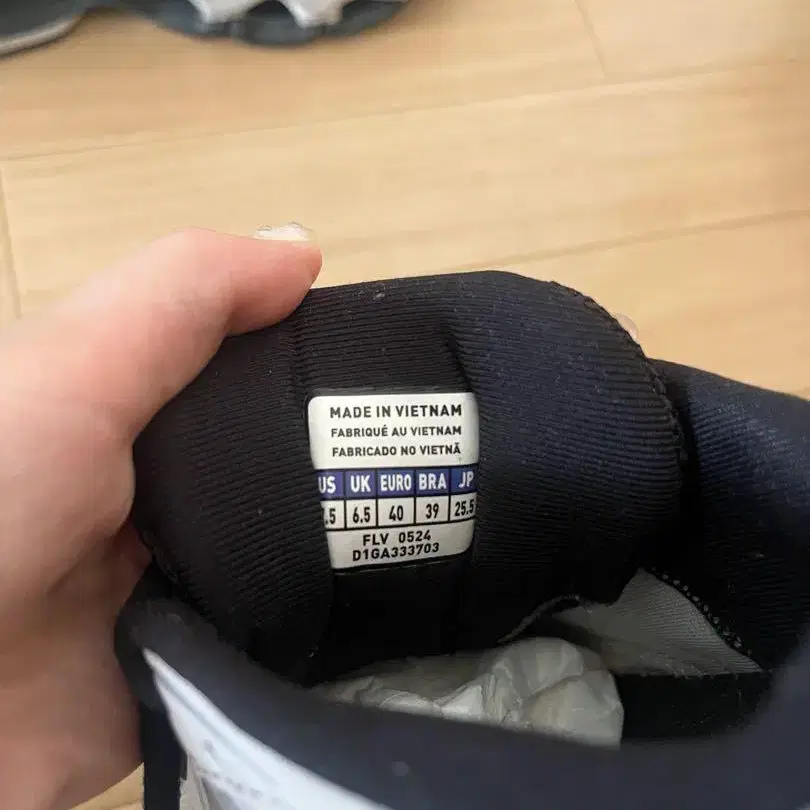 MADE IN VIETNAM
FABRIQUÉ AU VIETNAM
FABRICADO NO VIETNÃ
US UK EURO BRA JP
.5 6.5 40 39 25.5
FLV 0524
D1GA333703